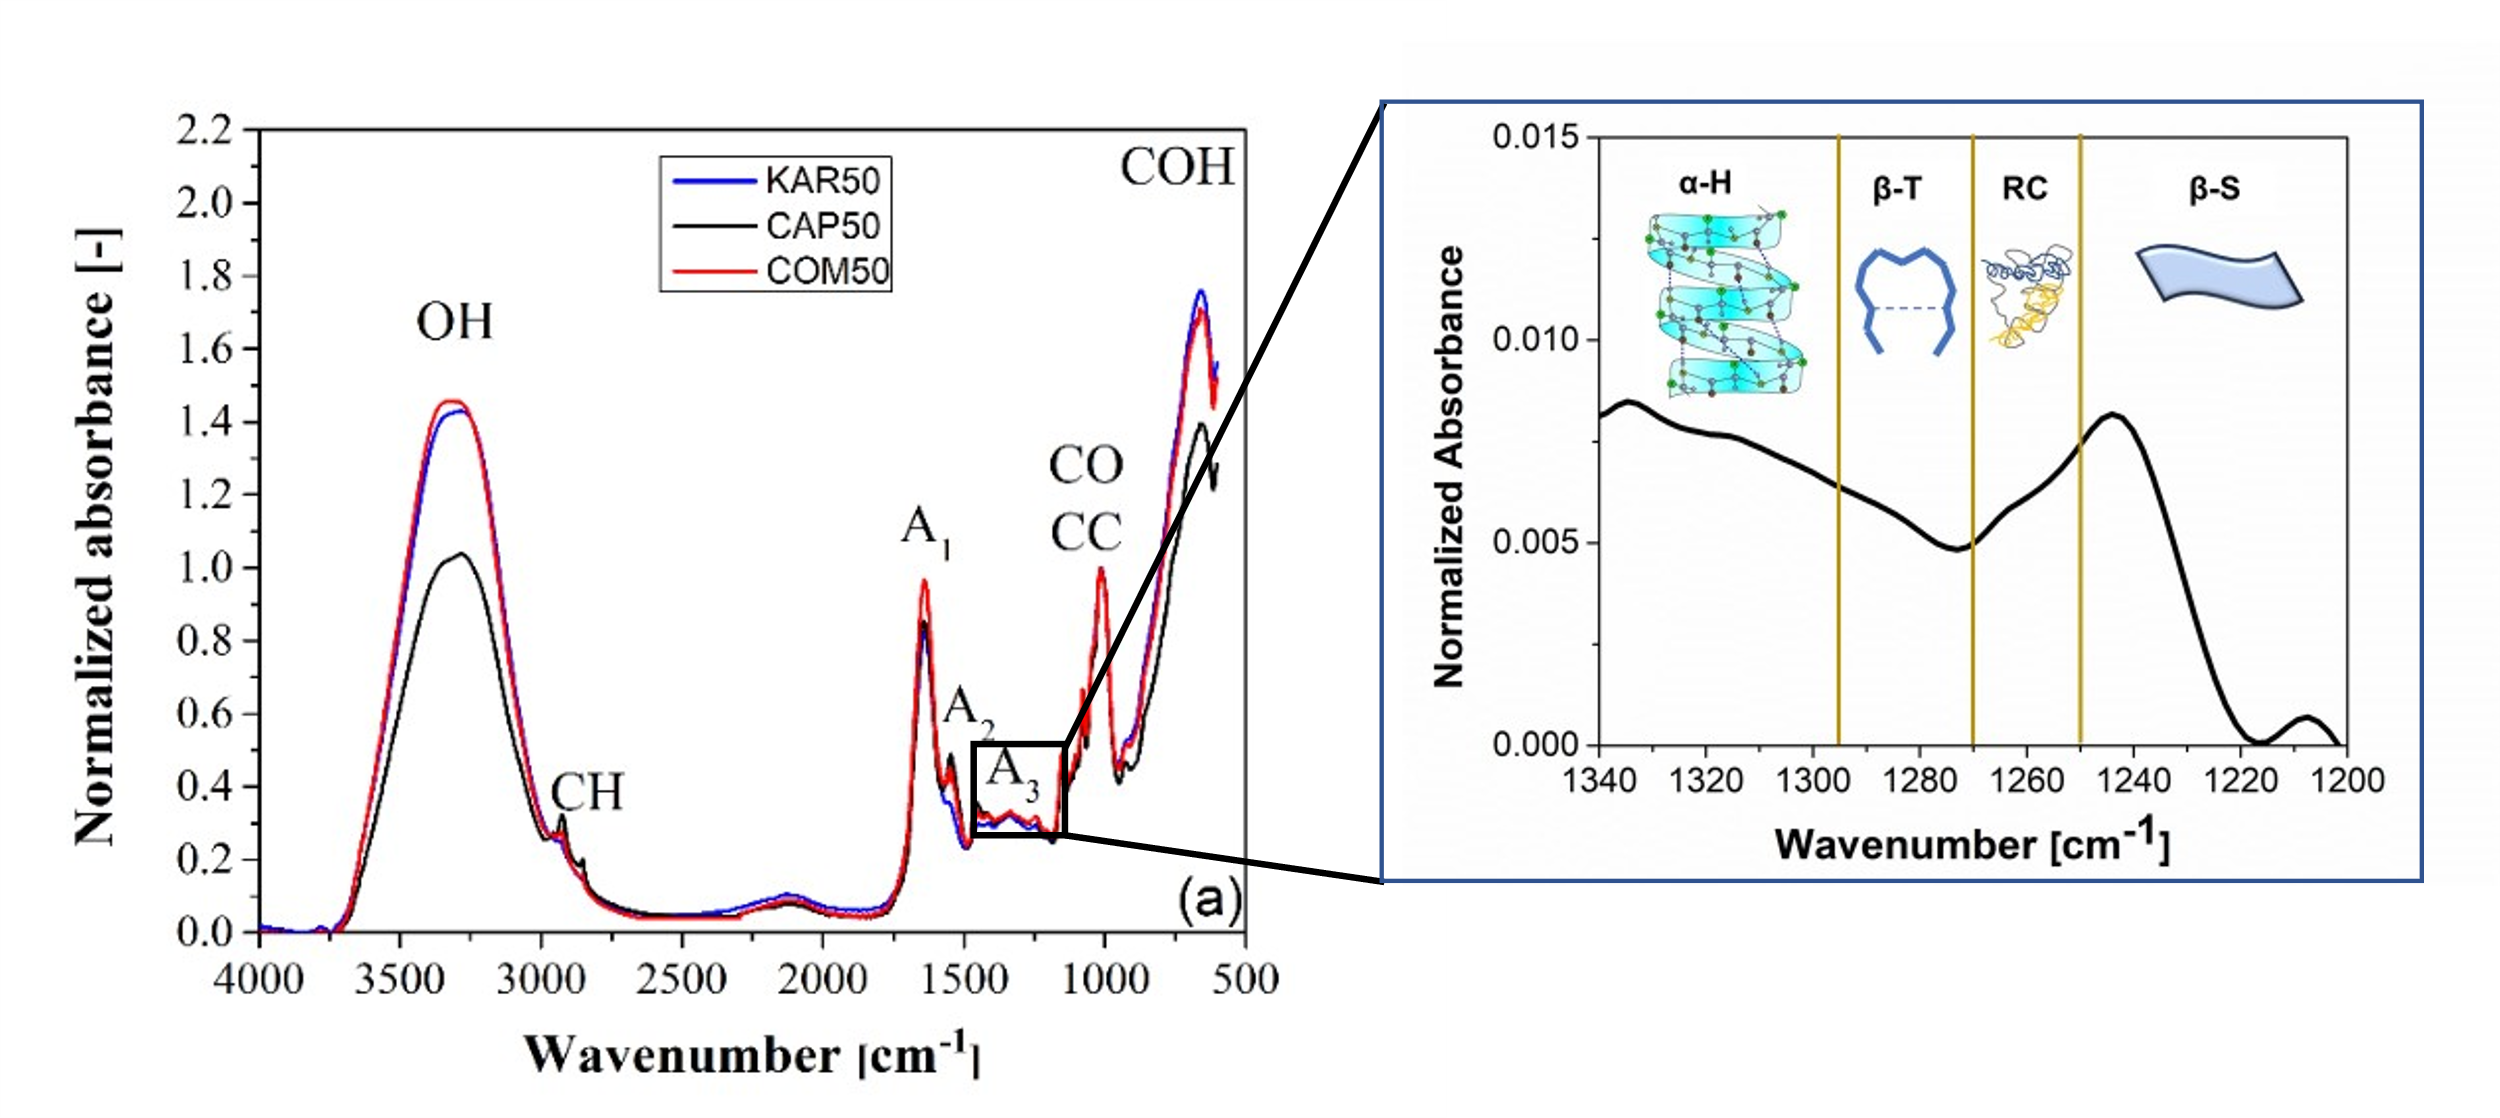 2.2
2.0
1.8
1.6
1.4
1.2
1.0
0.8
0.6
0.4
0.2
0.0
Normalized absorbance [-]
KAR50
CAP50
COM50
COH
OH
CO
CC
A1
A2
A3
CH
(a)
4000 3500 3000 2500 2000 1500 1000 500
Wavenumber [cm-1]
0.015
0.010
0.005
0.000
Normalized Absorbance
α-H β-T RC β-S
1340 1320 1300 1280 1260 1240 1220 1200
Wavenumber [cm-1]